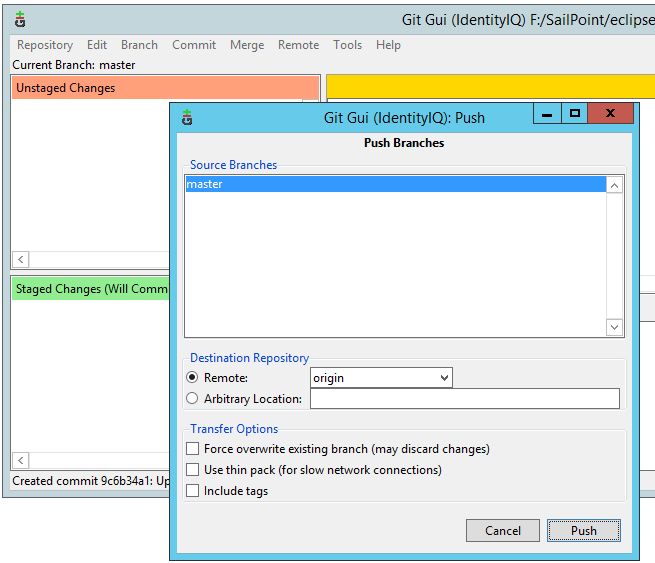 Git Gui (IdentityIQ) F:/SailPoint/eclipse
Repository Edit Branch Commit Merge Remote Tools Help
Current Branch: master
Unstaged Changes
Git Gui (IdentityIQ): Push
Push Branches
Source Branches
master
Staged Changes (Will Comm
Destination Repository
Remote: origin
Arbitrary Location:
Transfer Options
Force overwrite existing branch (may discard changes)
Use thin pack (for slow network connections)
Include tags
Created commit 9c6b34a1: Up
Cancel Push